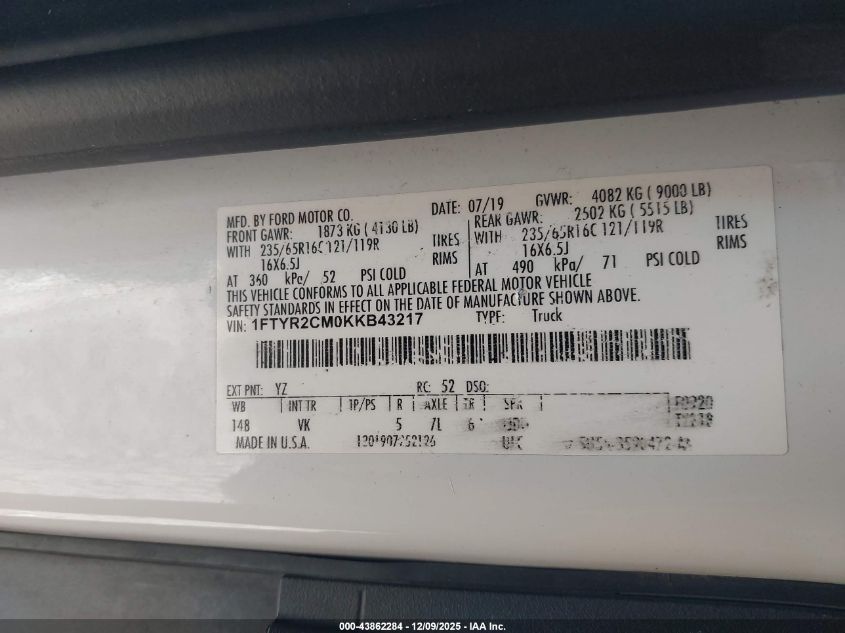 MFD. BY FORD MOTOR CO. DATE: 07/19 GVWR: 4082 KG ( 9000 LB)
FRONT GAWR: 1873 KG ( 4130 LB) REAR GAWR: 2502 KG ( 5515 LB)
WITH 235/65R16C 121/119R TIRES WITH 235/65R16C 121/119R TIRES
16X6.5J RIMS 16X6.5J RIMS
AT 360 kPa/ 52 PSI COLD AT 490 kPa/ 71 PSI COLD
THIS VEHICLE CONFORMS TO ALL APPLICABLE FEDERAL MOTOR VEHICLE
SAFETY STANDARDS IN EFFECT ON THE DATE OF MANUFACTURE SHOWN ABOVE.
VIN: 1FTYR2CM0KKB43217 TYPE: Truck
EXT PNT: YZ RC: 52 DSO:
WB INT TR TP/PS R AXLE TR SPR
148 VK 5 7L 6
MADE IN U.S.A.
000-43862284 - 12/09/2025 - IAA Inc.